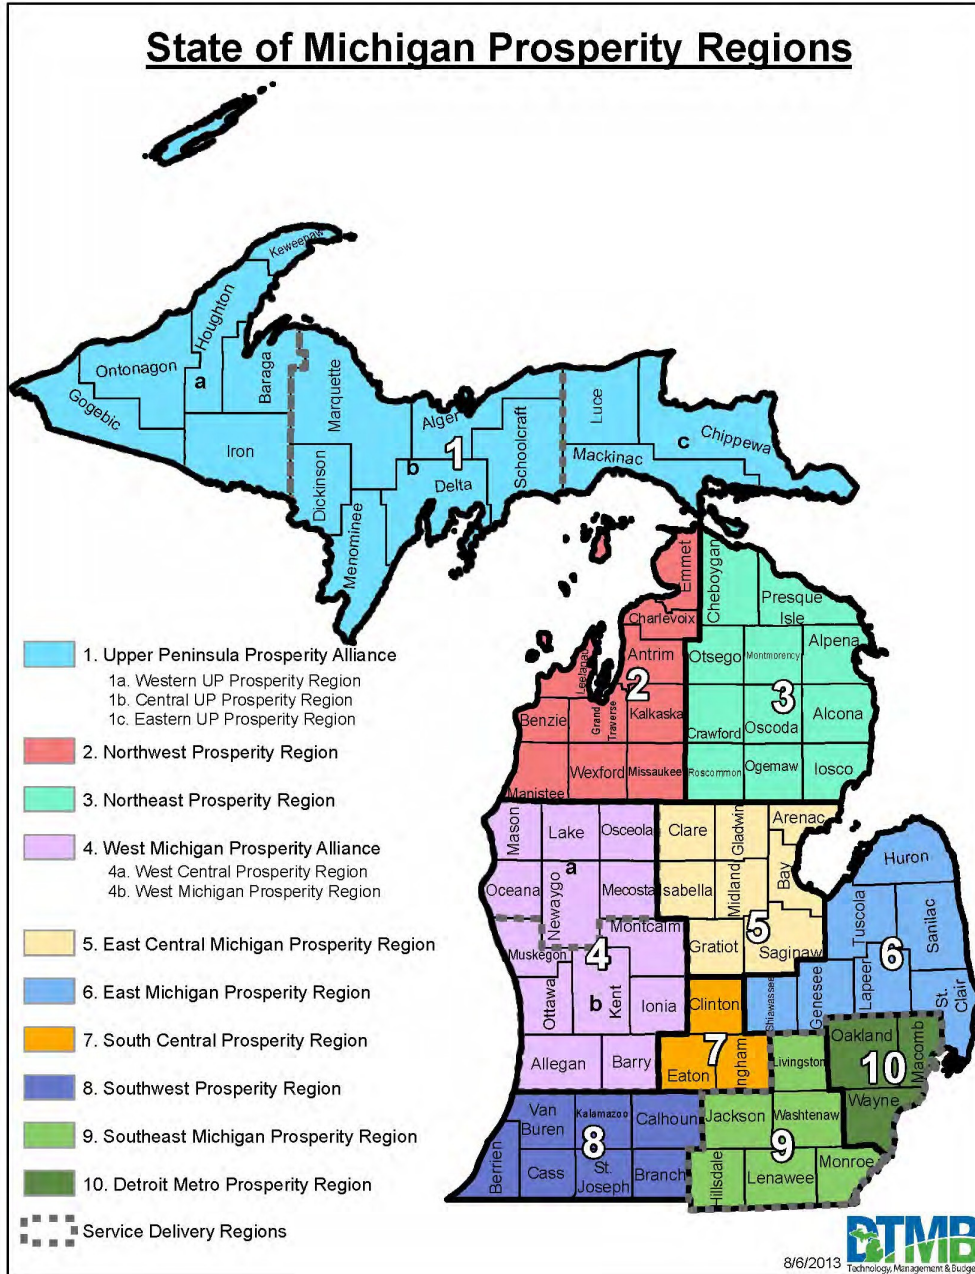 State of Michigan Prosperity Regions
Keweenaw
Houghton
Ontonagon
Baraga
a
Gogebic
Marquette
Iron
Alger
Luce
Chippewa
c
1
Schoolcraft
Mackinac
b
Delta
Dickinson
Menominee
Emmet
Cheboygan
Presque
Isle
Charlevoix
Alpena
Antrim
Otsego
Montmorency
Leelanau
2
3
Benzie
Grand
Traverse
Kalkaska
Crawford
Oscoda
Alcona
Wexford
Missaukee
Roscommon
Ogemaw
Iosco
Manistee
Mason
Lake
Osceola
Clare
Gladwin
Arenac
a
Huron
Oceana
Newaygo
Mecosta
Isabella
Midland
Bay
Tuscola
Sanilac
Montcalm
5
Muskegon
4
Gratiot
Saginaw
6
Ottawa
b
Kent
Ionia
Clinton
Shiawassee
Genesee
Lapeer
St.
Clair
Allegan
Barry
Eaton
7
Ingham
Livingston
Oakland
Macomb
10
Van
Buren
Kalamazoo
Calhoun
Jackson
Washtenaw
Wayne
8
9
Berrien
Cass
St.
Joseph
Branch
Hillsdale
Lenawee
Monroe
1. Upper Peninsula Prosperity Alliance
1a. Western UP Prosperity Region
1b. Central UP Prosperity Region
1c. Eastern UP Prosperity Region
2. Northwest Prosperity Region
3. Northeast Prosperity Region
4. West Michigan Prosperity Alliance
4a. West Central Prosperity Region
4b. West Michigan Prosperity Region
5. East Central Michigan Prosperity Region
6. East Michigan Prosperity Region
7. South Central Prosperity Region
8. Southwest Prosperity Region
9. Southeast Michigan Prosperity Region
10. Detroit Metro Prosperity Region
Service Delivery Regions
8/6/2013
DTMB
Technology, Management & Budget